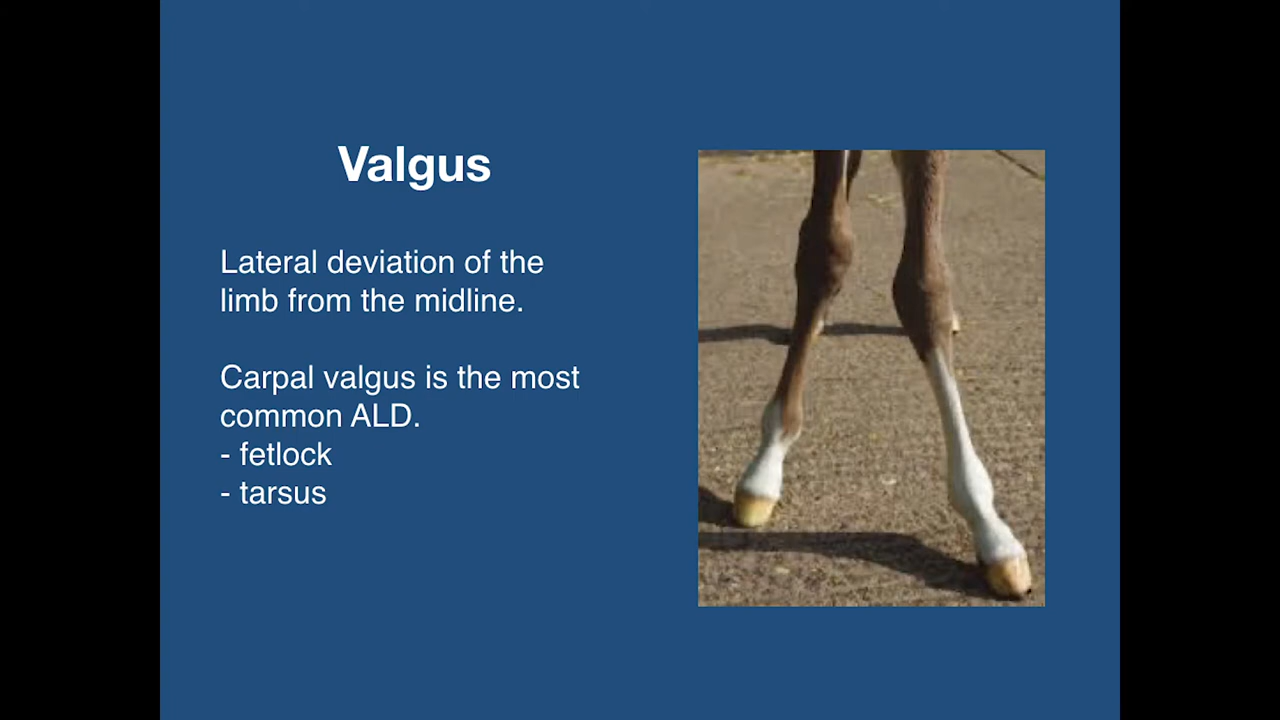 Valgus
Lateral deviation of the
limb from the midline.
Carpal valgus is the most
common ALD.
- fetlock
- tarsus